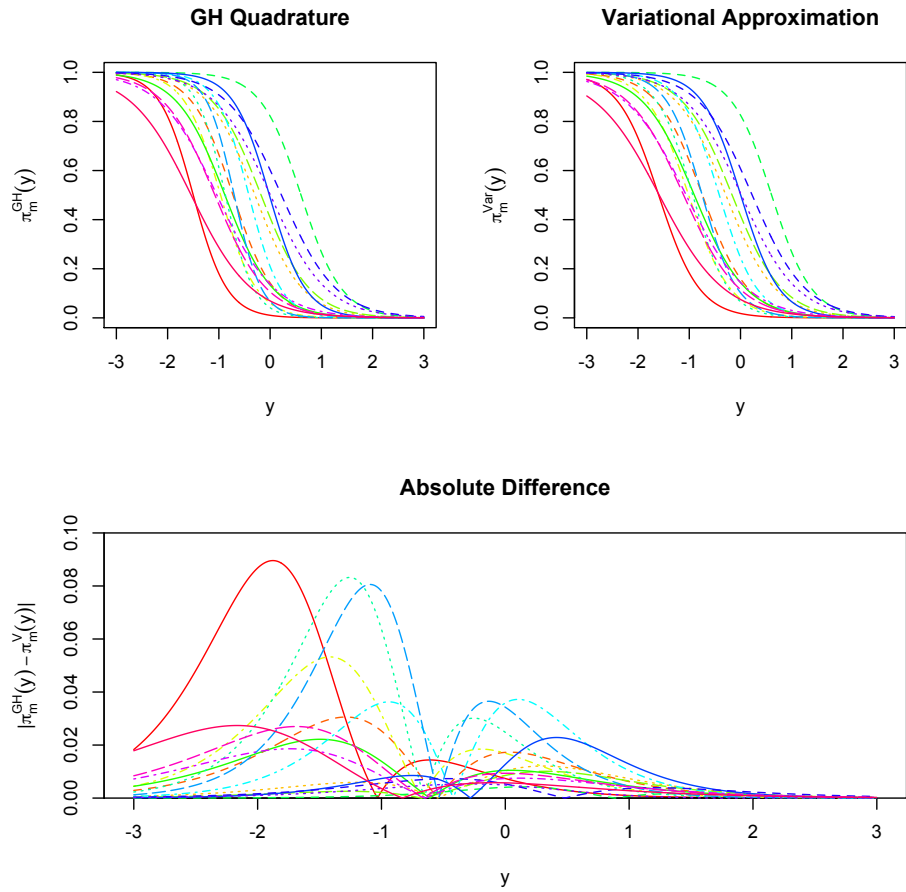 GH Quadrature
Variational Approximation
π_m^GH(y)
0.0 0.2 0.4 0.6 0.8 1.0
-3 -2 -1 0 1 2 3
y
π_m^Var(y)
0.0 0.2 0.4 0.6 0.8 1.0
-3 -2 -1 0 1 2 3
y
Absolute Difference
|π_m^GH(y) − π_m^V(y)|
0.00 0.02 0.04 0.06 0.08 0.10
-3 -2 -1 0 1 2 3
y